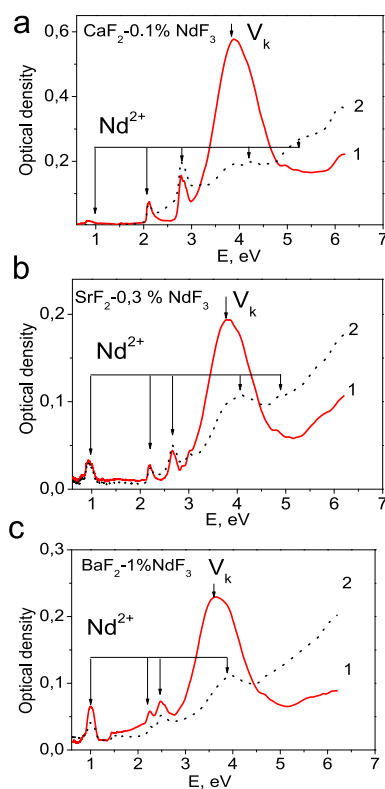 a
CaF2-0.1% NdF3
Vk
0,6
0,4
0,2
Optical density
Nd2+
2
1
1 2 3 4 5 6 7
E, eV
b
SrF2-0,3 % NdF3
Vk
0,2
0,1
0,0
Optical density
Nd2+
2
1
1 2 3 4 5 6 7
E, eV
c
BaF2-1%NdF3
Vk
0,3
0,2
0,1
0,0
Optical density
Nd2+
2
1
1 2 3 4 5 6 7
E, eV